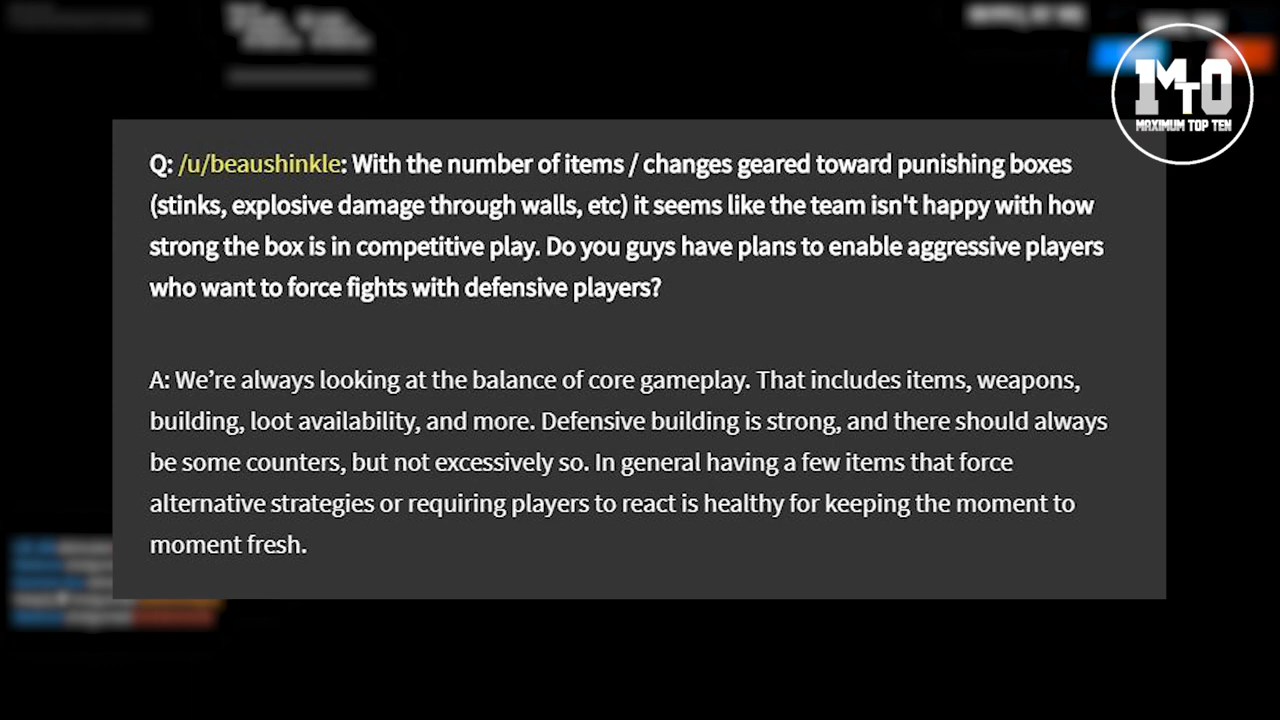 1MTO
MAXIMUM TOP TEN
Q: /u/beaushinkle: With the number of items / changes geared toward punishing boxes
(stinks, explosive damage through walls, etc) it seems like the team isn't happy with how
strong the box is in competitive play. Do you guys have plans to enable aggressive players
who want to force fights with defensive players?
A: We’re always looking at the balance of core gameplay. That includes items, weapons,
building, loot availability, and more. Defensive building is strong, and there should always
be some counters, but not excessively so. In general having a few items that force
alternative strategies or requiring players to react is healthy for keeping the moment to
moment fresh.